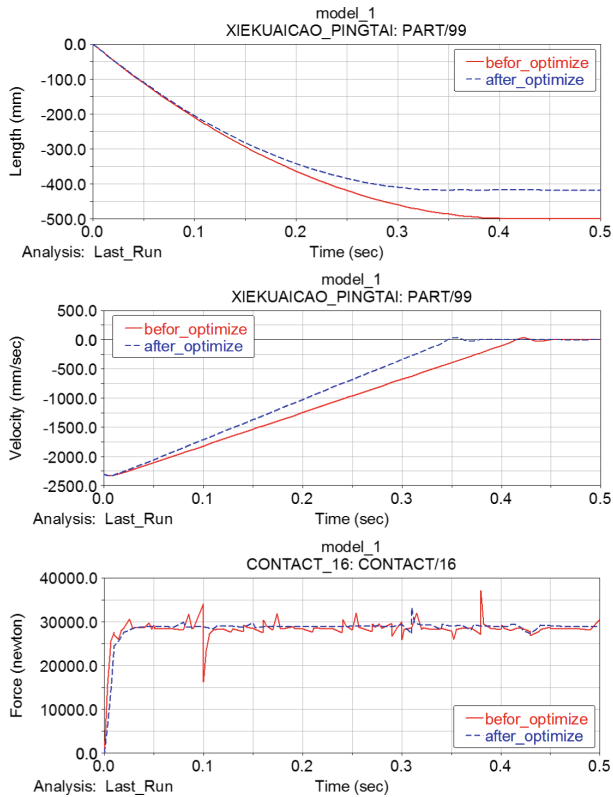 model_1
XIEKUAICAO_PINGTAI: PART/99
Length (mm)
0.0
-100.0
-200.0
-300.0
-400.0
-500.0
befor_optimize
after_optimize
0.0 0.1 0.2 0.3 0.4 0.5
Analysis: Last_Run Time (sec)
model_1
XIEKUAICAO_PINGTAI: PART/99
Velocity (mm/sec)
500.0
0.0
-500.0
-1000.0
-1500.0
-2000.0
-2500.0
befor_optimize
after_optimize
0.0 0.1 0.2 0.3 0.4 0.5
Analysis: Last_Run Time (sec)
model_1
CONTACT_16: CONTACT/16
Force (newton)
40000.0
30000.0
20000.0
10000.0
0.0
befor_optimize
after_optimize
0.0 0.1 0.2 0.3 0.4 0.5
Analysis: Last_Run Time (sec)